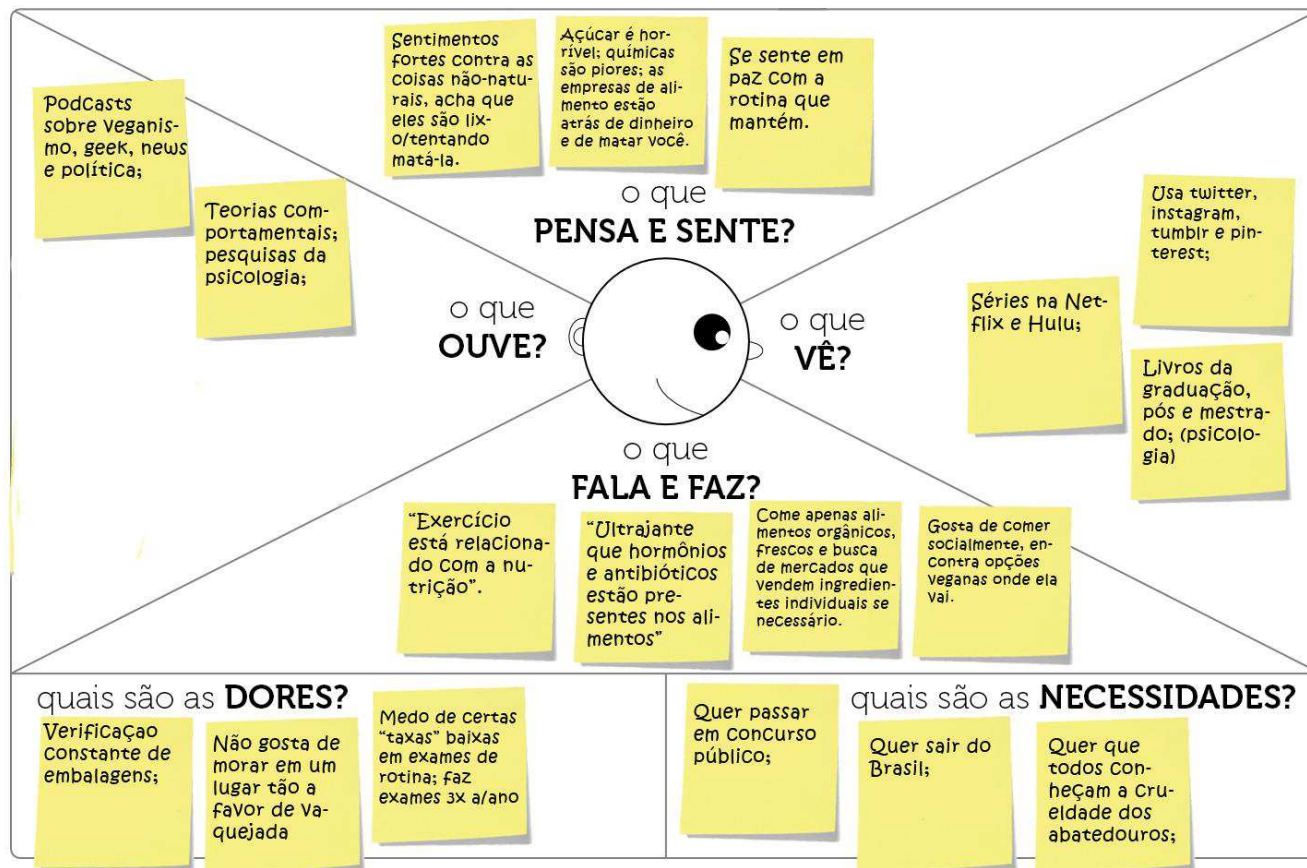 Sentimentos
fortes contra as
coisas não-natu-
rais, acha que
eles são lix-
o/tentando
matá-la.
Açúcar é hor-
rível; químicas
são piores; as
empresas de ali-
mento estão
atrás de dinheiro
e de matar você.
Se sente em
paz com a
rotina que
mantém.
o que
PENSA E SENTE?
Podcasts
sobre veganis-
mo, geek, news
e política;
Teorias com-
portamentais;
pesquisas da
psicologia;
o que
OUVE?
o que
VÊ?
Usa twitter,
instagram,
tumblr e pin-
terest;
Séries na Net-
flix e Hulu;
Livros da
graduação,
pós e mestra-
do; (psicolo-
gia)
o que
FALA E FAZ?
“Exercício
está relaciona-
do com a nu-
trição”.
“Ultrajante
que hormônios
e antibióticos
estão pre-
sentes nos ali-
mentos”
Come apenas ali-
mentos orgânicos,
frescos e busca
de mercados que
vendem ingredien-
tes individuais se
necessário.
Gosta de comer
socialmente, en-
contra opções
veganas onde ela
vai.
quais são as DORES?
Verificaçao
constante de
embalagens;
Não gosta de
morar em um
lugar tão a
favor de va-
quejada
Medo de certas
“taxas” baixas
em exames de
rotina; faz
exames 3x a/ano
quais são as NECESSIDADES?
Quer passar
em concurso
público;
Quer sair do
Brasil;
Quer que
todos con-
heçam a cru-
eldade dos
abatedouros;